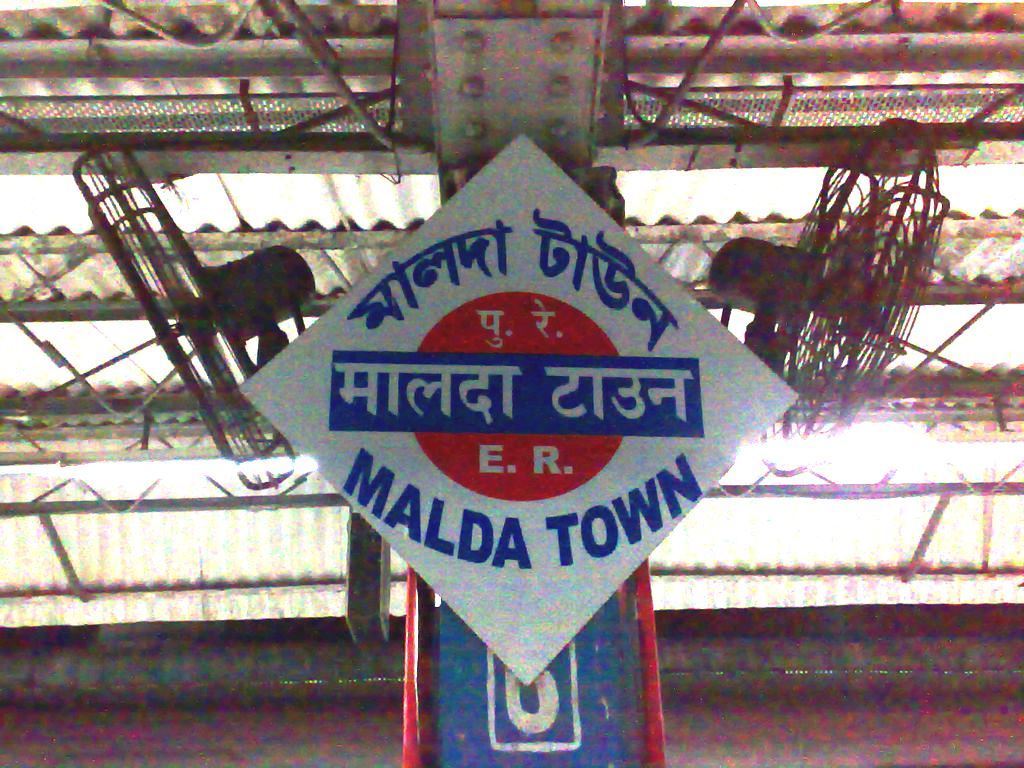 মালদা টাউন
पु. रे.
मालदा टाउन
E. R.
MALDA TOWN